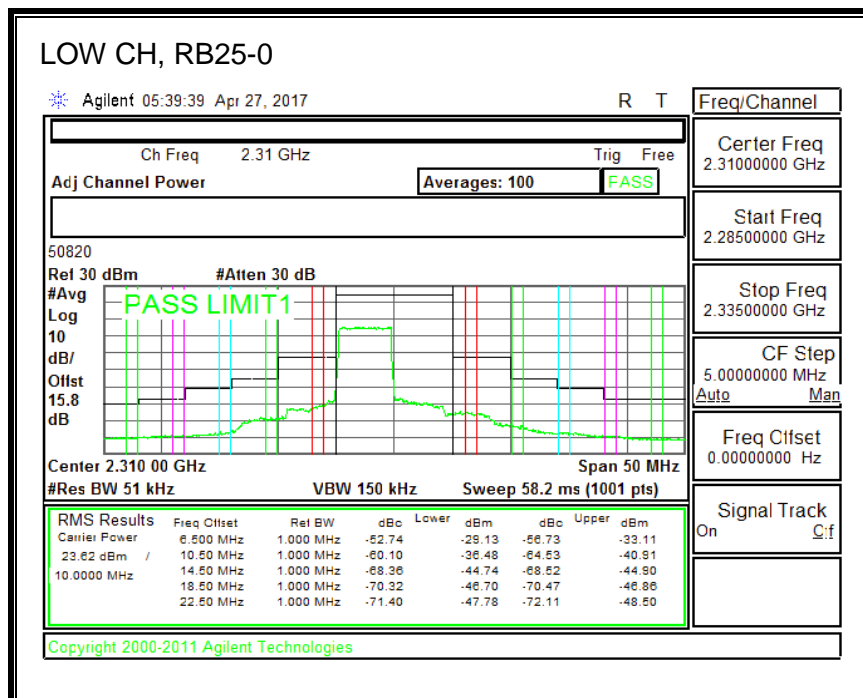 LOW CH, RB25-0
Agilent 05:39:39 Apr 27, 2017 R T
Freq/Channel
Ch Freq 2.31 GHz Trig Free
Adj Channel Power Averages: 100 PASS
Center Freq
2.31000000 GHz
Start Freq
2.28500000 GHz
Stop Freq
2.33500000 GHz
CF Step
5.00000000 MHz
Auto Man
Freq Offset
0.00000000 Hz
Signal Track
On Off
50820
Ref 30 dBm #Atten 30 dB
#Avg
Log
10
dB/
Offst
15.8
dB
PASS LIMIT1
Center 2.310 00 GHz Span 50 MHz
#Res BW 51 kHz VBW 150 kHz Sweep 58.2 ms (1001 pts)
RMS Results Freq Offset Ref BW dBc Lower dBm dBc Upper dBm
Carrier Power 6.500 MHz 1.000 MHz -52.74 -29.13 -56.73 -33.11
23.62 dBm / 10.50 MHz 1.000 MHz -60.10 -36.48 -64.53 -40.91
10.0000 MHz 14.50 MHz 1.000 MHz -68.36 -44.74 -68.52 -44.90
18.50 MHz 1.000 MHz -70.32 -46.70 -70.47 -46.86
22.50 MHz 1.000 MHz -71.40 -47.78 -72.11 -48.50
Copyright 2000-2011 Agilent Technologies